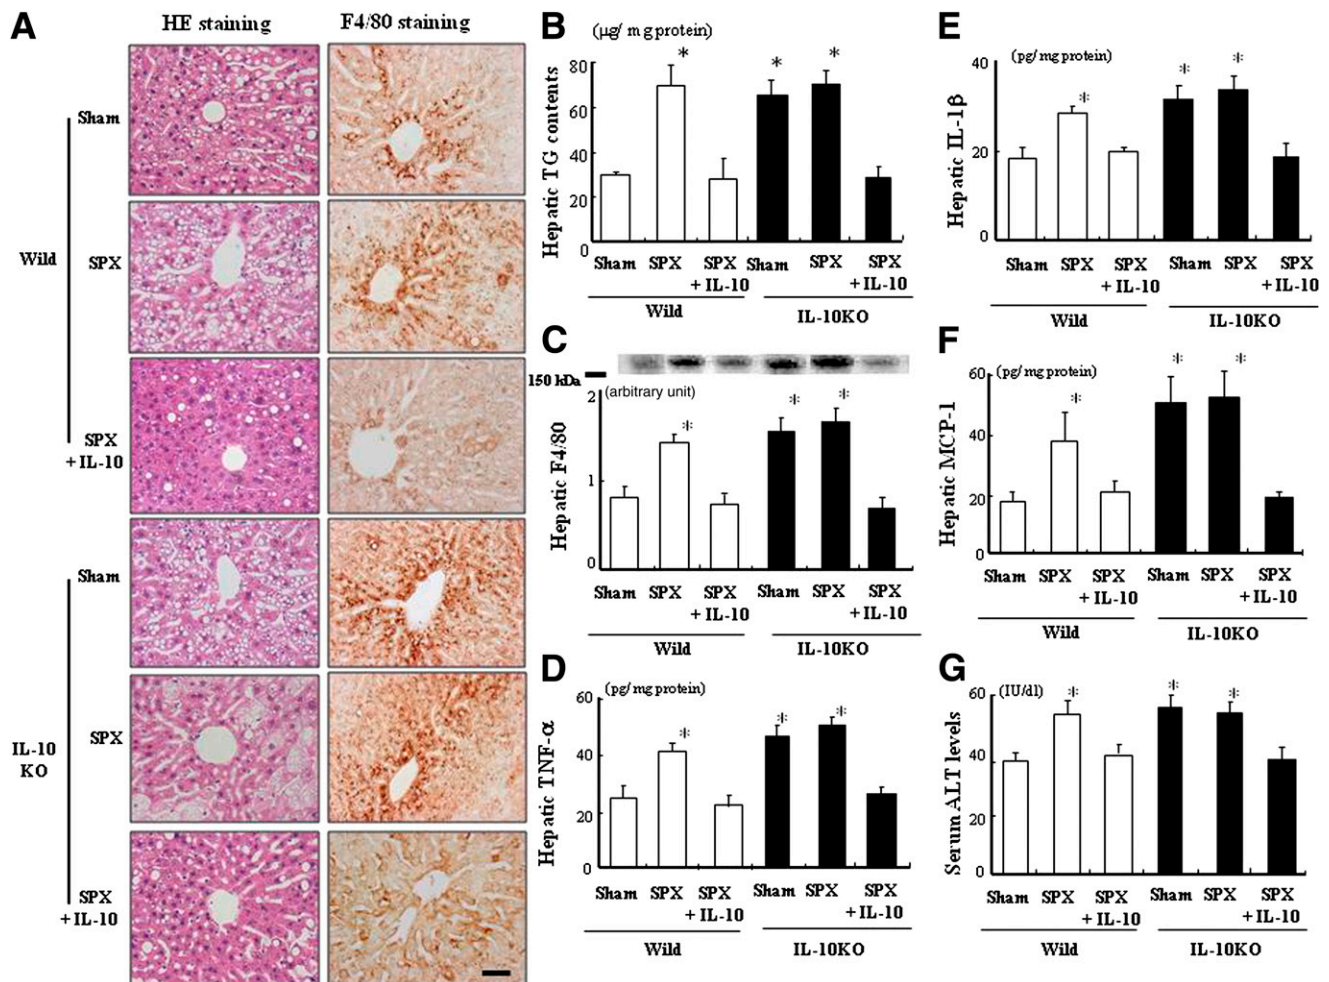 A
HE staining
F4/80 staining
Sham
Wild
SPX
SPX
+ IL-10
Sham
IL-10
KO
SPX
SPX
+ IL-10
B
(μg/ mg protein)
Hepatic TG contents
80
60
40
20
0
* * *
Sham SPX SPX Sham SPX SPX
+ IL-10 + IL-10
Wild IL-10KO
C
150 kDa
(arbitrary unit)
Hepatic F4/80
2
1
0
* * *
Sham SPX SPX Sham SPX SPX
+ IL-10 + IL-10
Wild IL-10KO
D
(pg/ mg protein)
Hepatic TNF-α
60
40
20
0
* * *
Sham SPX SPX Sham SPX SPX
+ IL-10 + IL-10
Wild IL-10KO
E
(pg/ mg protein)
Hepatic IL-1β
40
20
0
* * *
Sham SPX SPX Sham SPX SPX
+ IL-10 + IL-10
Wild IL-10KO
F
(pg/ mg protein)
Hepatic MCP-1
60
40
20
0
* * *
Sham SPX SPX Sham SPX SPX
+ IL-10 + IL-10
Wild IL-10KO
G
(IU/dl)
Serum ALT levels
60
40
20
0
* * *
Sham SPX SPX Sham SPX SPX
+ IL-10 + IL-10
Wild IL-10KO